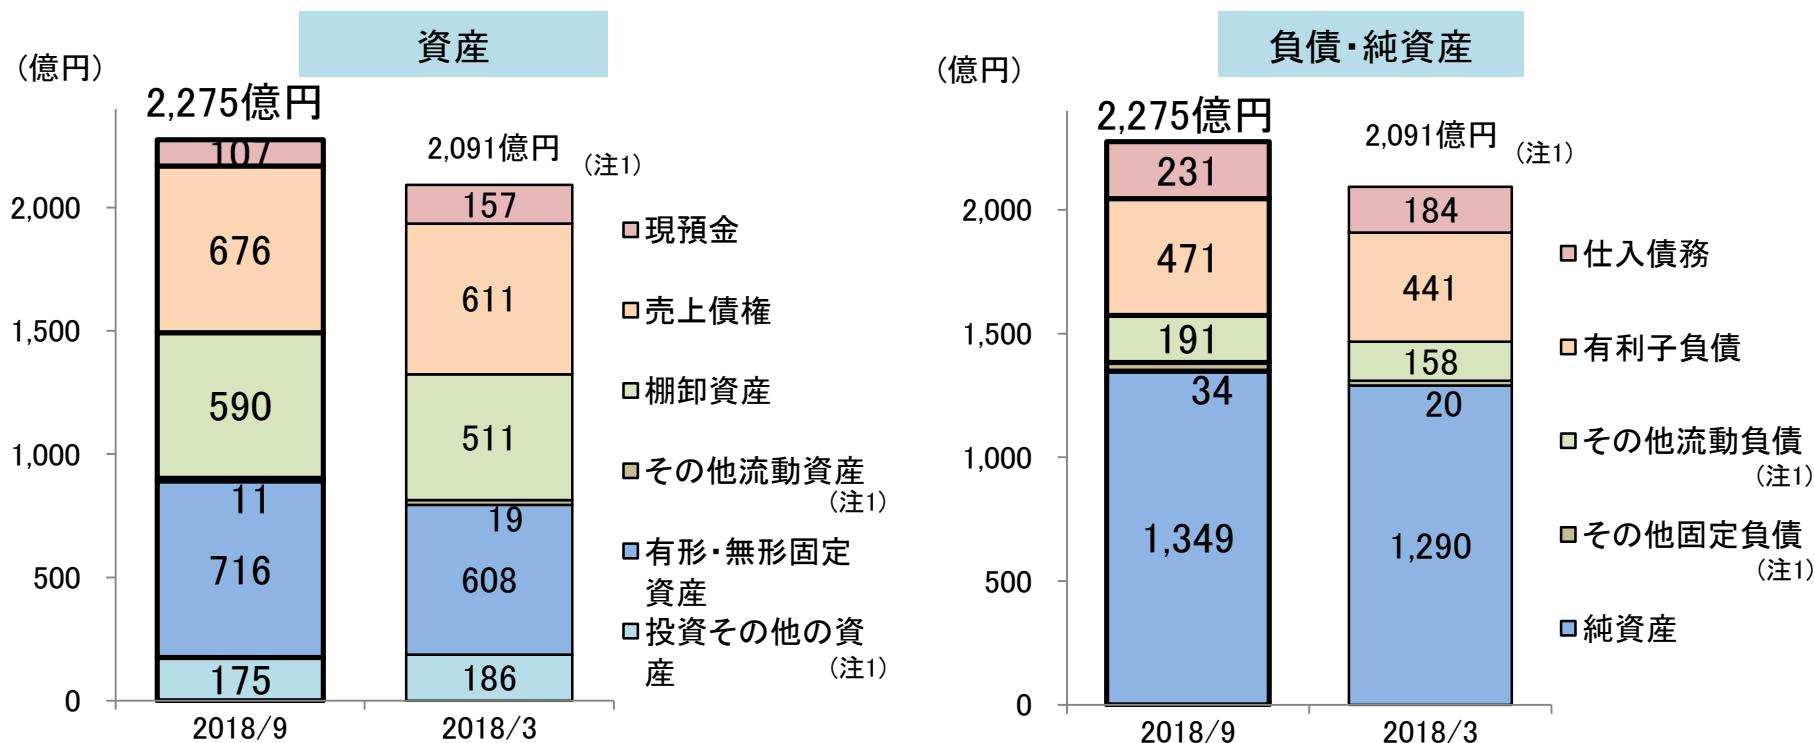 資産
(億円)
2,275億円
2,091億円
(注1)
2,000
1,500
1,000
500
0
107
676
590
11
716
175
157
611
511
19
608
186
2018/9
2018/3
現預金
売上債権
棚卸資産
その他流動資産
(注1)
有形・無形固定
資産
投資その他の資
産
(注1)
負債・純資産
(億円)
2,275億円
2,091億円
(注1)
2,000
1,500
1,000
500
0
231
471
191
34
1,349
184
441
158
20
1,290
2018/9
2018/3
仕入債務
有利子負債
その他流動負債
(注1)
その他固定負債
(注1)
純資産